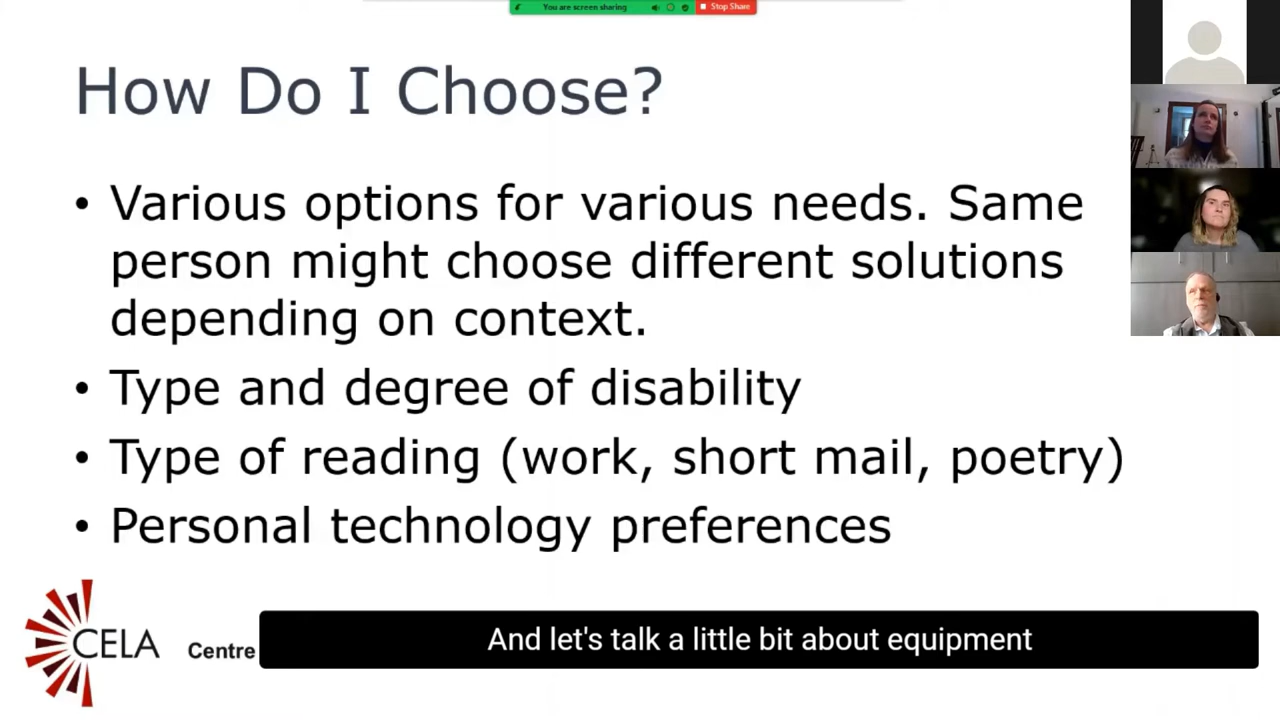 You are screen sharing
Stop Share
How Do I Choose?
• Various options for various needs. Same
person might choose different solutions
depending on context.
• Type and degree of disability
• Type of reading (work, short mail, poetry)
• Personal technology preferences
CELA
Centre
And let's talk a little bit about equipment